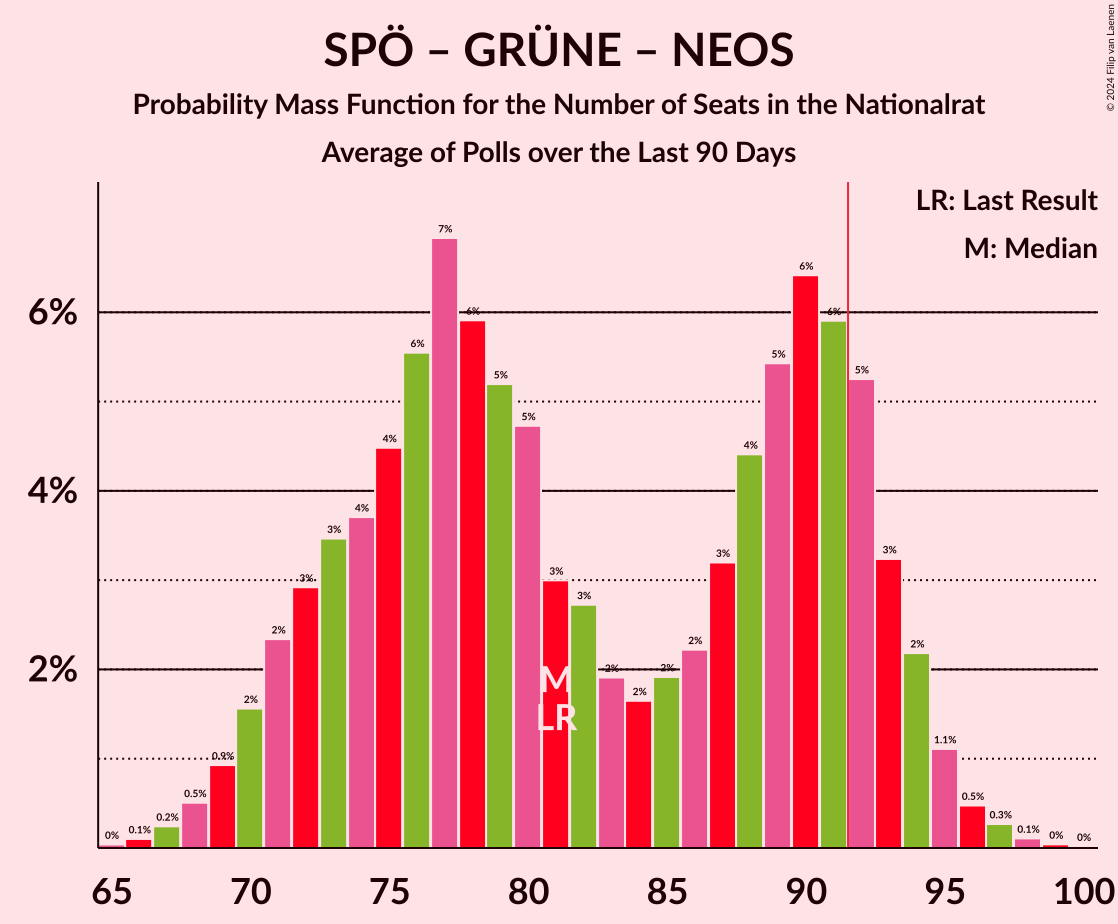 SPÖ – GRÜNE – NEOS
Probability Mass Function for the Number of Seats in the Nationalrat
Average of Polls over the Last 90 Days
© 2024 Filip van Laenen
LR: Last Result
M: Median
6%
4%
2%
0% 0.1% 0.2% 0.5% 0.9% 2% 2% 3% 3% 4% 4% 6% 7% 6% 5% 5% 3% 3% 2% 2% 2% 2% 3% 4% 5% 6% 6% 5% 3% 2% 1.1% 0.5% 0.3% 0.1% 0% 0%
M
LR
65 70 75 80 85 90 95 100